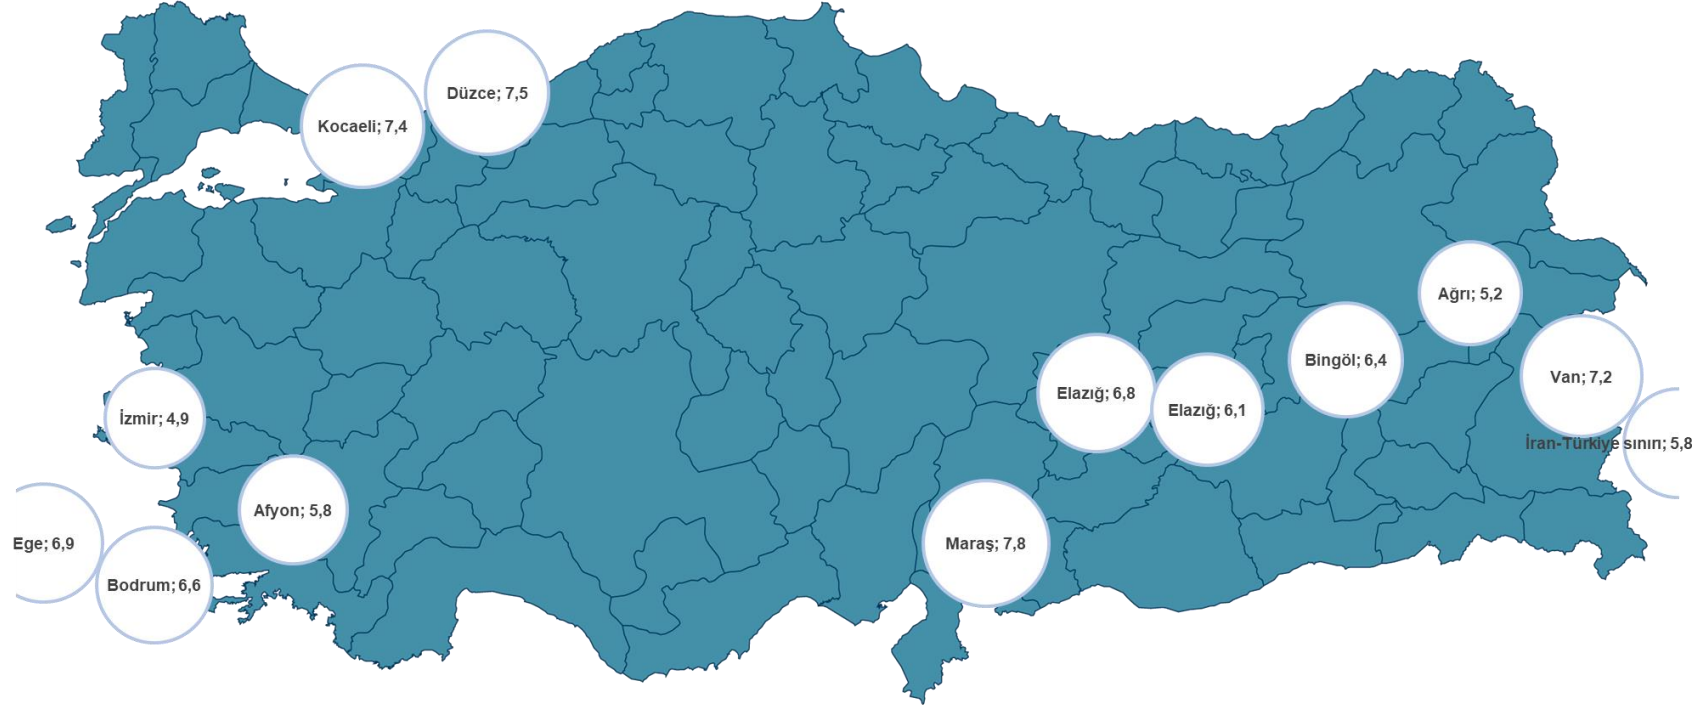 Düzce; 7,5
Kocaeli; 7,4
Ağrı; 5,2
Bingöl; 6,4
Van; 7,2
Elazığ; 6,8
Elazığ; 6,1
İzmir; 4,9
İran-Türkiye sınırı; 5,8
Afyon; 5,8
Ege; 6,9
Maraş; 7,8
Bodrum; 6,6